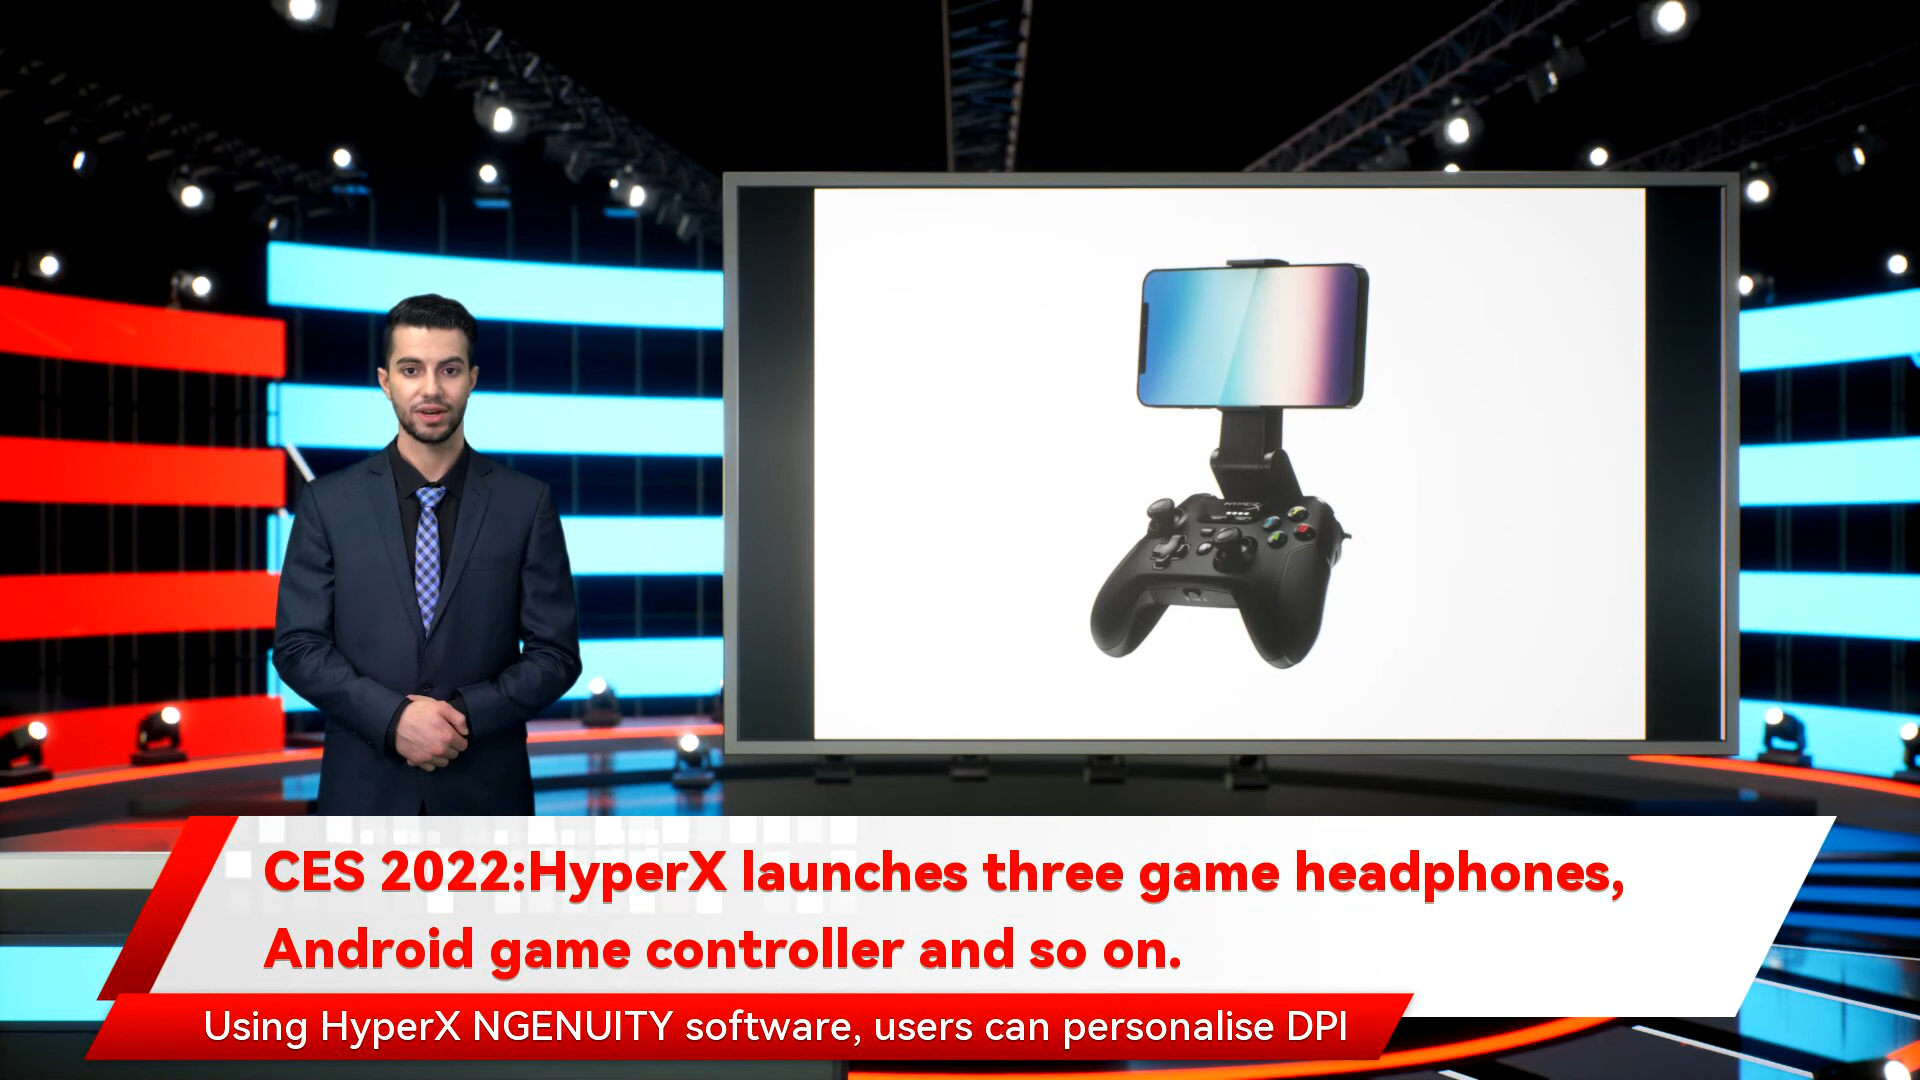 CES 2022:HyperX launches three game headphones,
Android game controller and so on.
Using HyperX NGENUITY software, users can personalise DPI